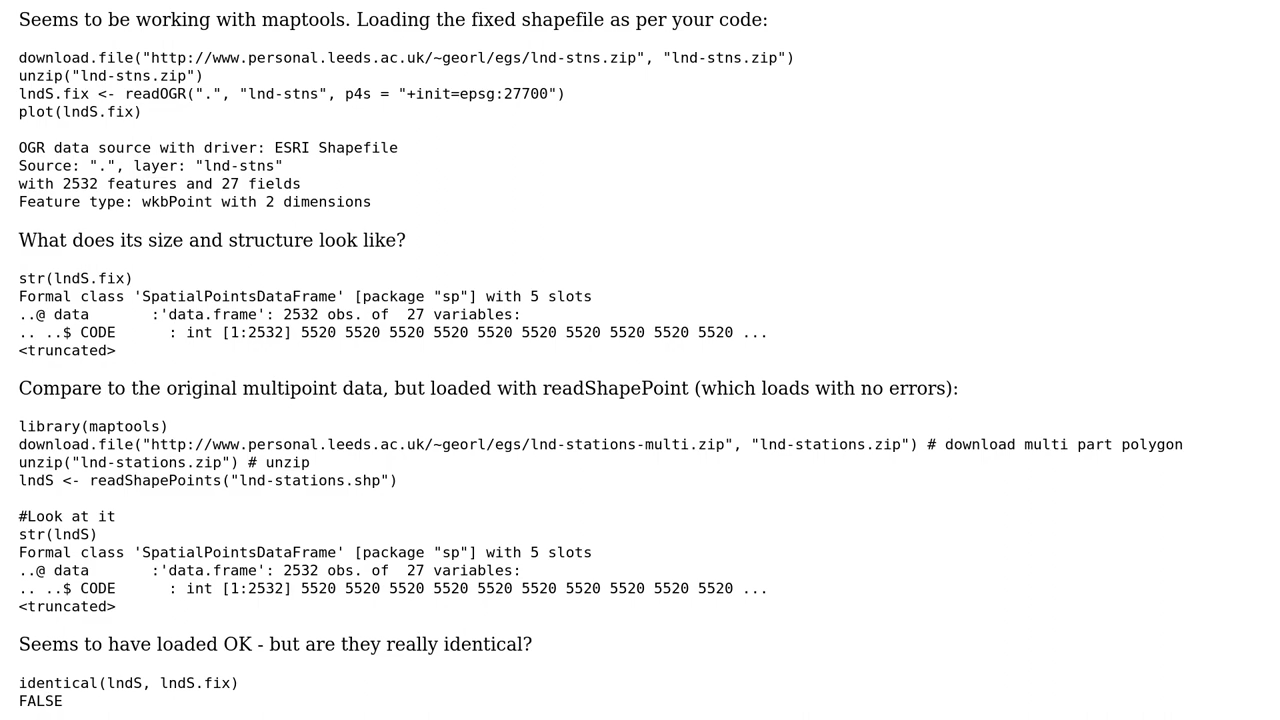 Seems to be working with maptools. Loading the fixed shapefile as per your code:
download.file("http://www.personal.leeds.ac.uk/~georl/egs/lnd-stns.zip", "lnd-stns.zip")
unzip("lnd-stns.zip")
lndS.fix <- readOGR(".", "lnd-stns", p4s = "+init=epsg:27700")
plot(lndS.fix)
OGR data source with driver: ESRI Shapefile
Source: ".", layer: "lnd-stns"
with 2532 features and 27 fields
Feature type: wkbPoint with 2 dimensions
What does its size and structure look like?
str(lndS.fix)
Formal class 'SpatialPointsDataFrame' [package "sp"] with 5 slots
..@ data       :'data.frame': 2532 obs. of  27 variables:
.. ..$ CODE      : int [1:2532] 5520 5520 5520 5520 5520 5520 5520 5520 5520 5520 ...
<truncated>
Compare to the original multipoint data, but loaded with readShapePoint (which loads with no errors):
library(maptools)
download.file("http://www.personal.leeds.ac.uk/~georl/egs/lnd-stations-multi.zip", "lnd-stations.zip") # download multi part polygon
unzip("lnd-stations.zip") # unzip
lndS <- readShapePoints("lnd-stations.shp")
#Look at it
str(lndS)
Formal class 'SpatialPointsDataFrame' [package "sp"] with 5 slots
..@ data       :'data.frame': 2532 obs. of  27 variables:
.. ..$ CODE      : int [1:2532] 5520 5520 5520 5520 5520 5520 5520 5520 5520 5520 ...
<truncated>
Seems to have loaded OK - but are they really identical?
identical(lndS, lndS.fix)
FALSE